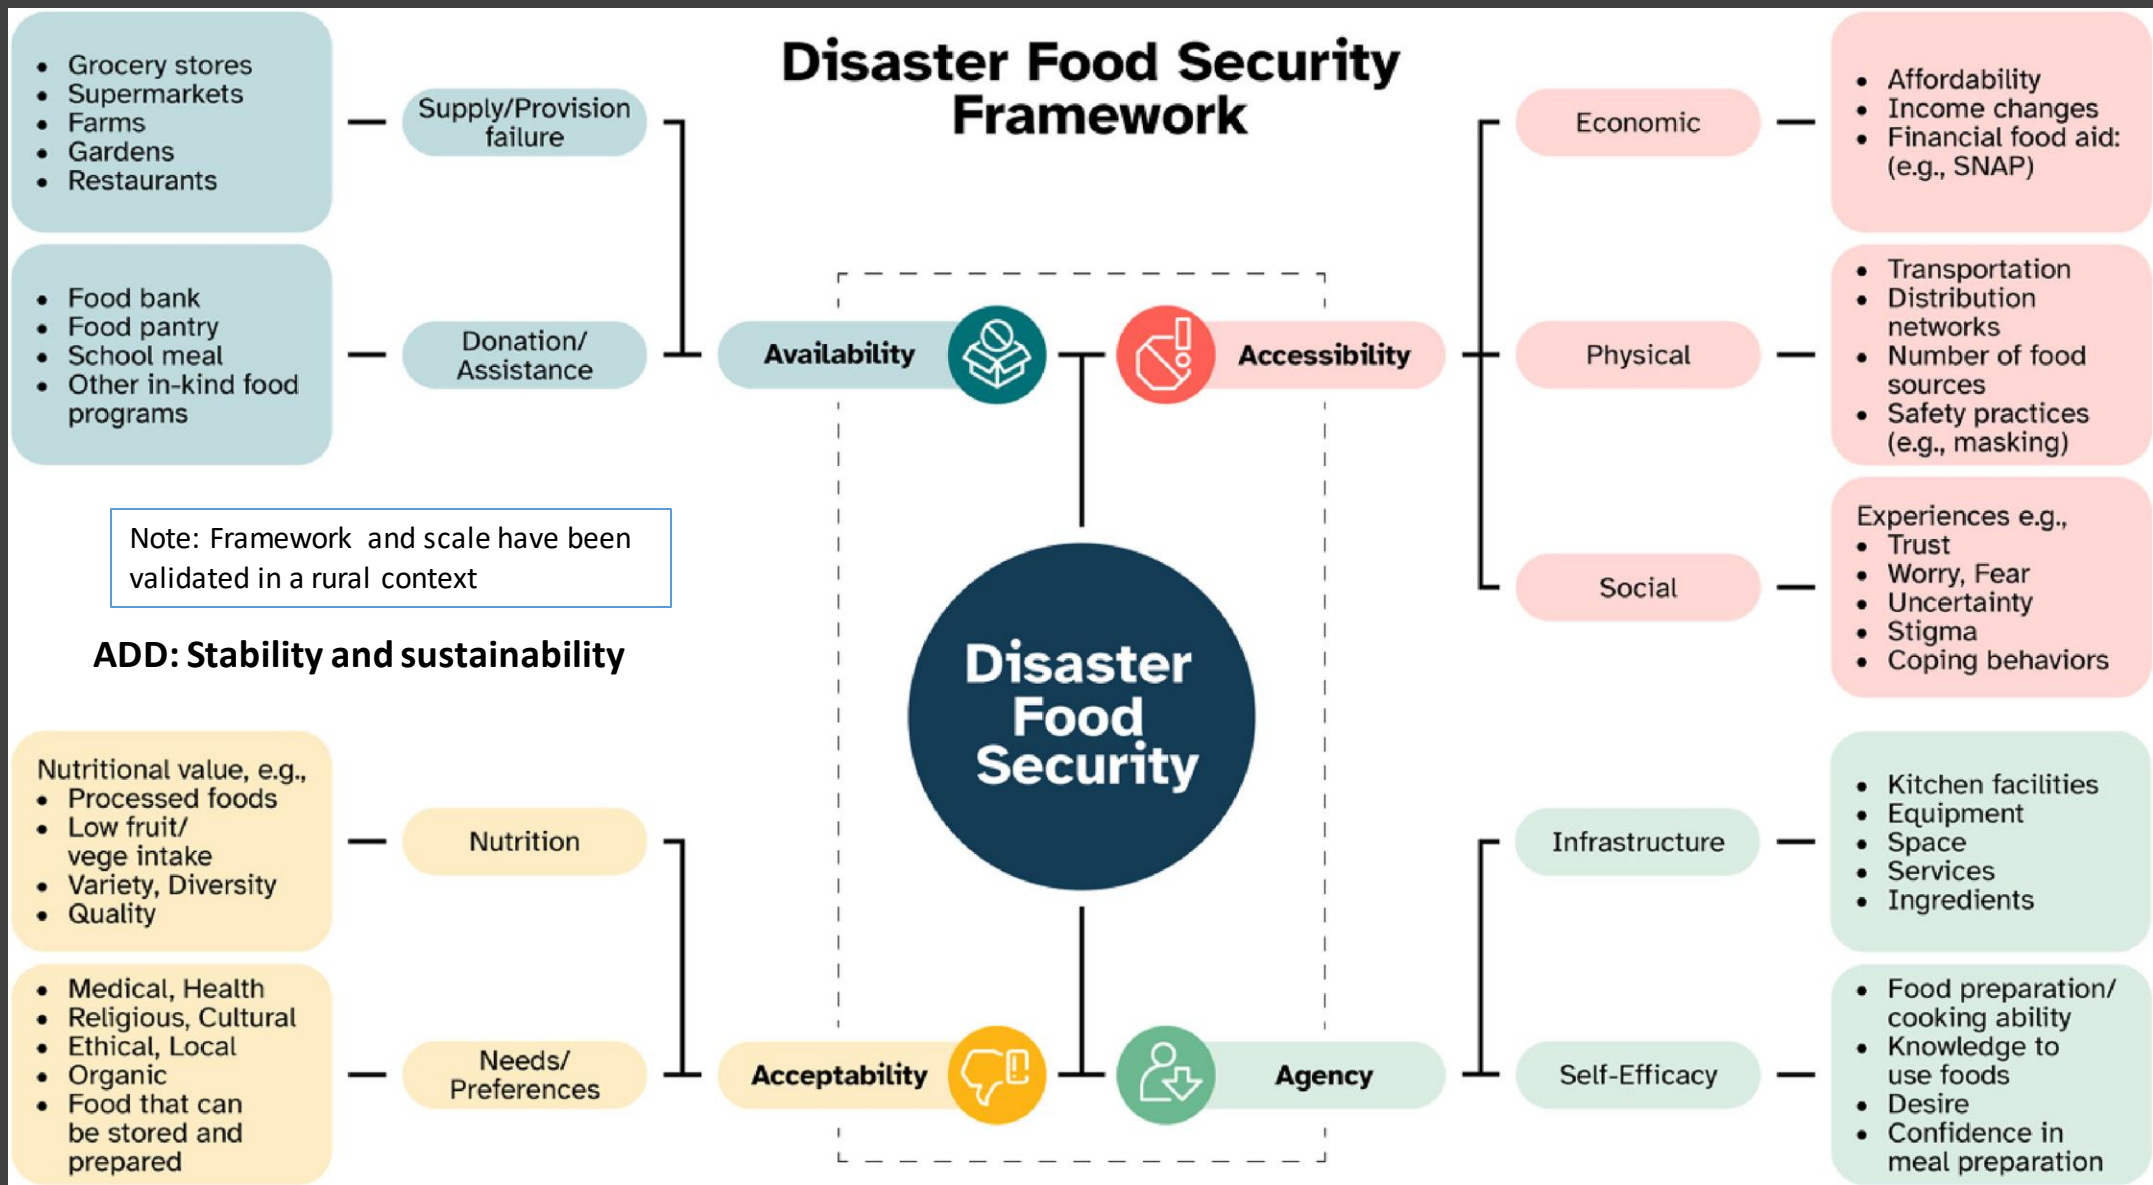 Disaster Food Security
Framework
• Grocery stores
• Supermarkets
• Farms
• Gardens
• Restaurants
Supply/Provision
failure
• Food bank
• Food pantry
• School meal
• Other in-kind food
programs
Donation/
Assistance
Availability
Accessibility
Economic
• Affordability
• Income changes
• Financial food aid:
(e.g., SNAP)
Physical
• Transportation
• Distribution
networks
• Number of food
sources
• Safety practices
(e.g., masking)
Social
Experiences e.g.,
• Trust
• Worry, Fear
• Uncertainty
• Stigma
• Coping behaviors
Note: Framework and scale have been
validated in a rural context
ADD: Stability and sustainability
Disaster
Food
Security
Nutritional value, e.g.,
• Processed foods
• Low fruit/
vege intake
• Variety, Diversity
• Quality
Nutrition
• Medical, Health
• Religious, Cultural
• Ethical, Local
• Organic
• Food that can
be stored and
prepared
Needs/
Preferences
Acceptability
Agency
Infrastructure
• Kitchen facilities
• Equipment
• Space
• Services
• Ingredients
Self-Efficacy
• Food preparation/
cooking ability
• Knowledge to
use foods
• Desire
• Confidence in
meal preparation